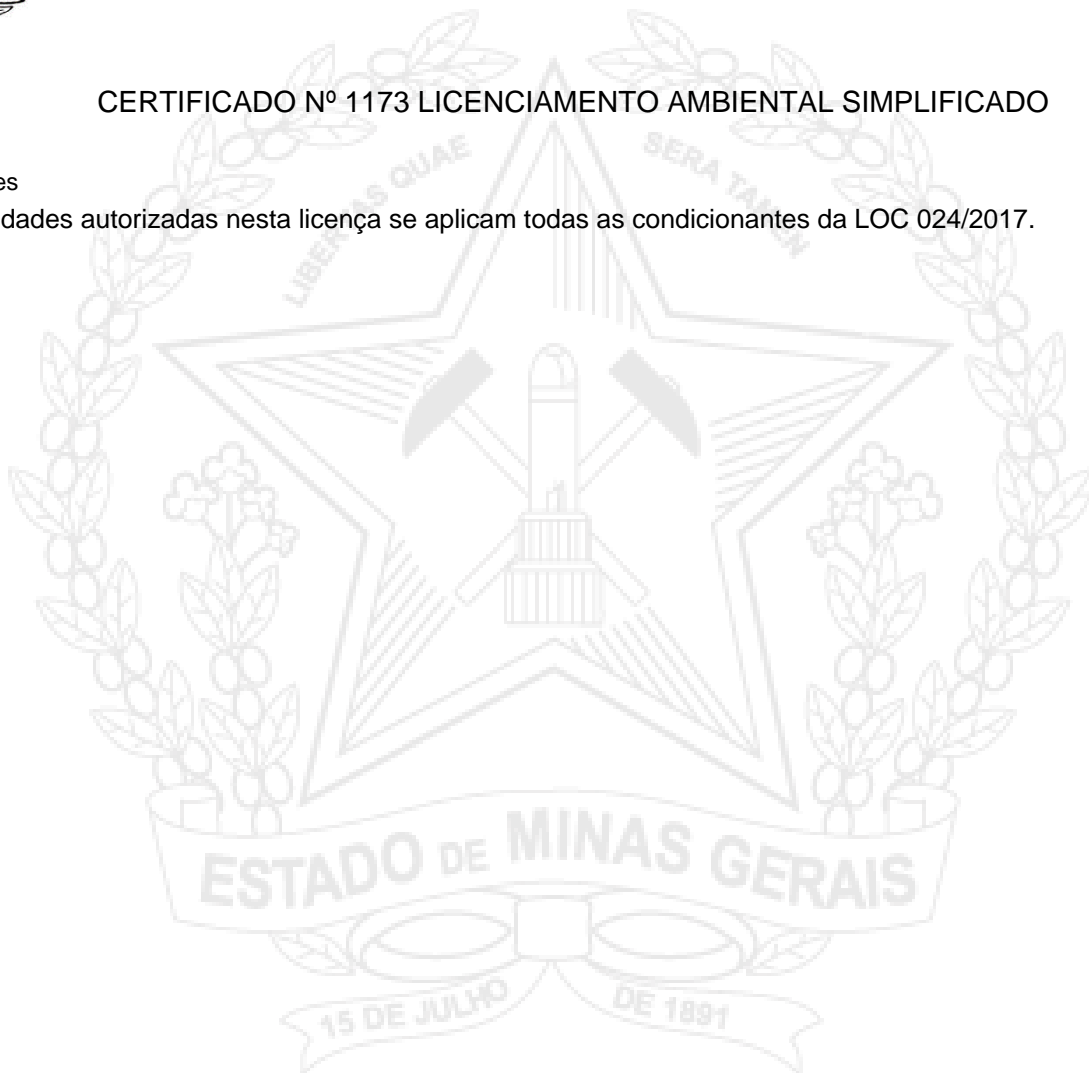 CERTIFICADO Nº 1173 LICENCIAMENTO AMBIENTAL SIMPLIFICADO
es
dades autorizadas nesta licença se aplicam todas as condicionantes da LOC 024/2017.
LIBERTAS QUAE SERA TAMEN
ESTADO DE MINAS GERAIS
15 DE JULHO DE 1891